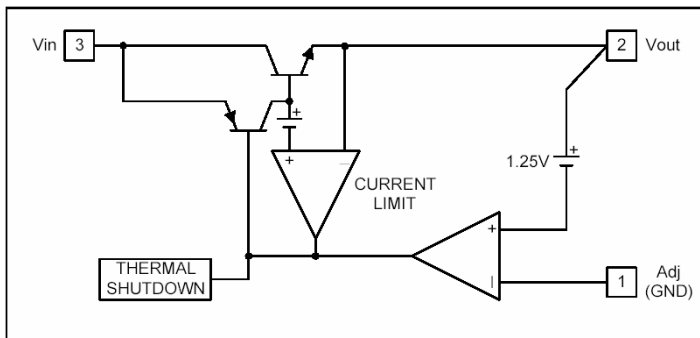 Vin 3
2 Vout
+
+ −
CURRENT
LIMIT
1.25V +
+
−
THERMAL
SHUTDOWN
1 Adj
(GND)